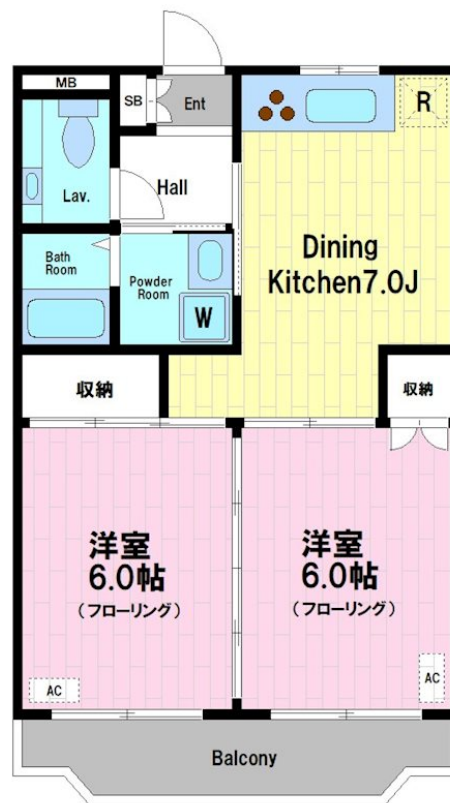 MB
SB
Ent
R
Lav.
Hall
Dining
Kitchen7.0J
Bath
Room
Powder
Room
W
収納
収納
洋室
6.0帖
(フローリング)
洋室
6.0帖
(フローリング)
AC
AC
Balcony